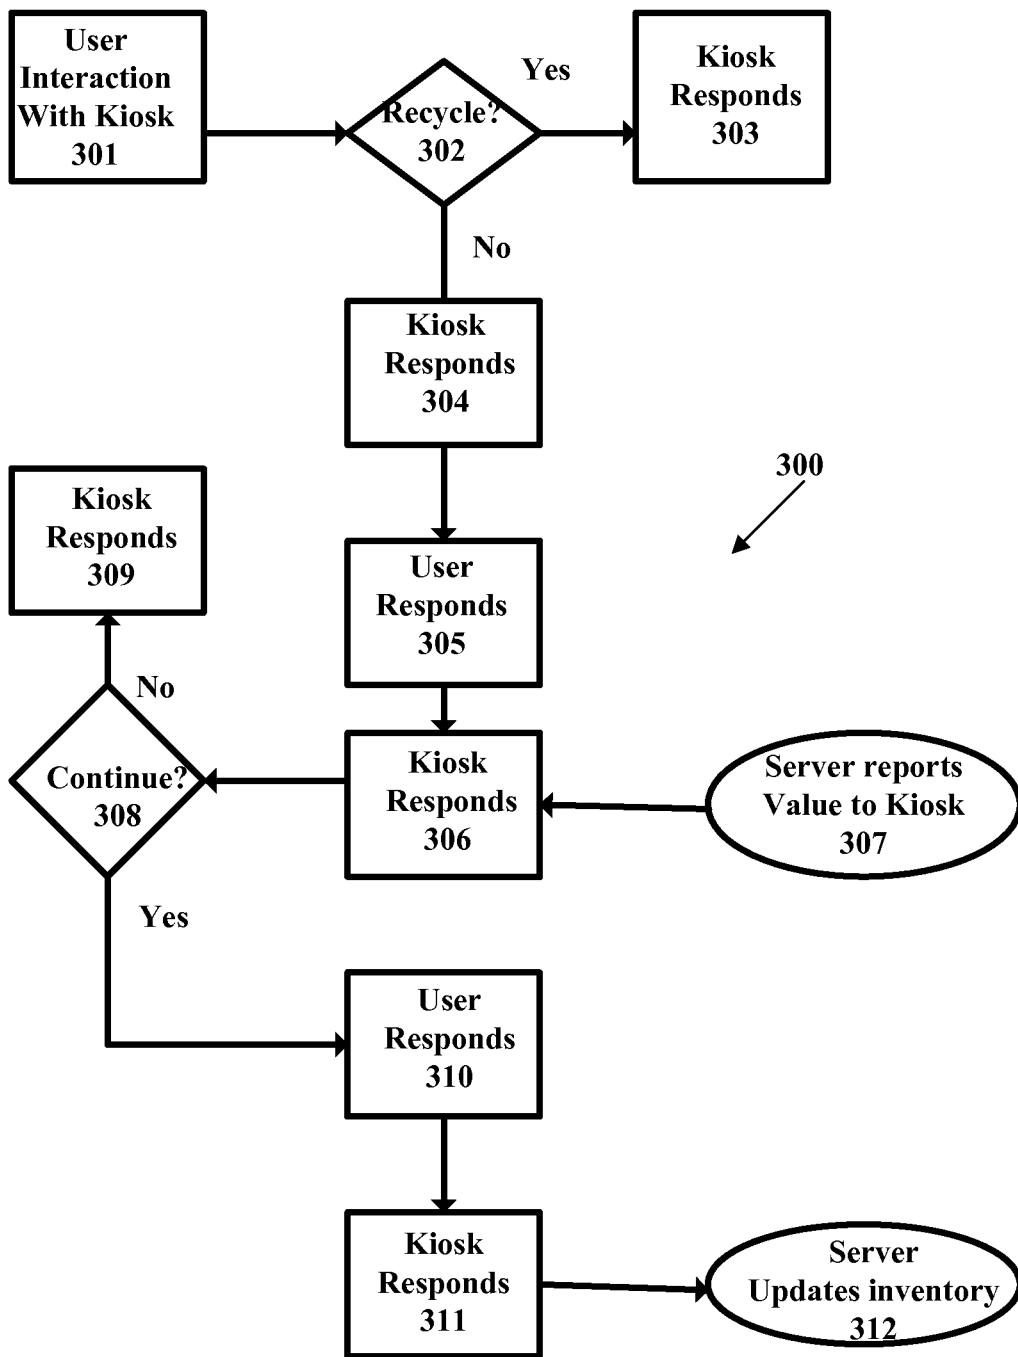 User
Interaction
With Kiosk
301
Recycle?
302
Yes
Kiosk
Responds
303
No
Kiosk
Responds
304
300
Kiosk
Responds
309
User
Responds
305
No
Continue?
308
Kiosk
Responds
306
Server reports
Value to Kiosk
307
Yes
User
Responds
310
Kiosk
Responds
311
Server
Updates inventory
312